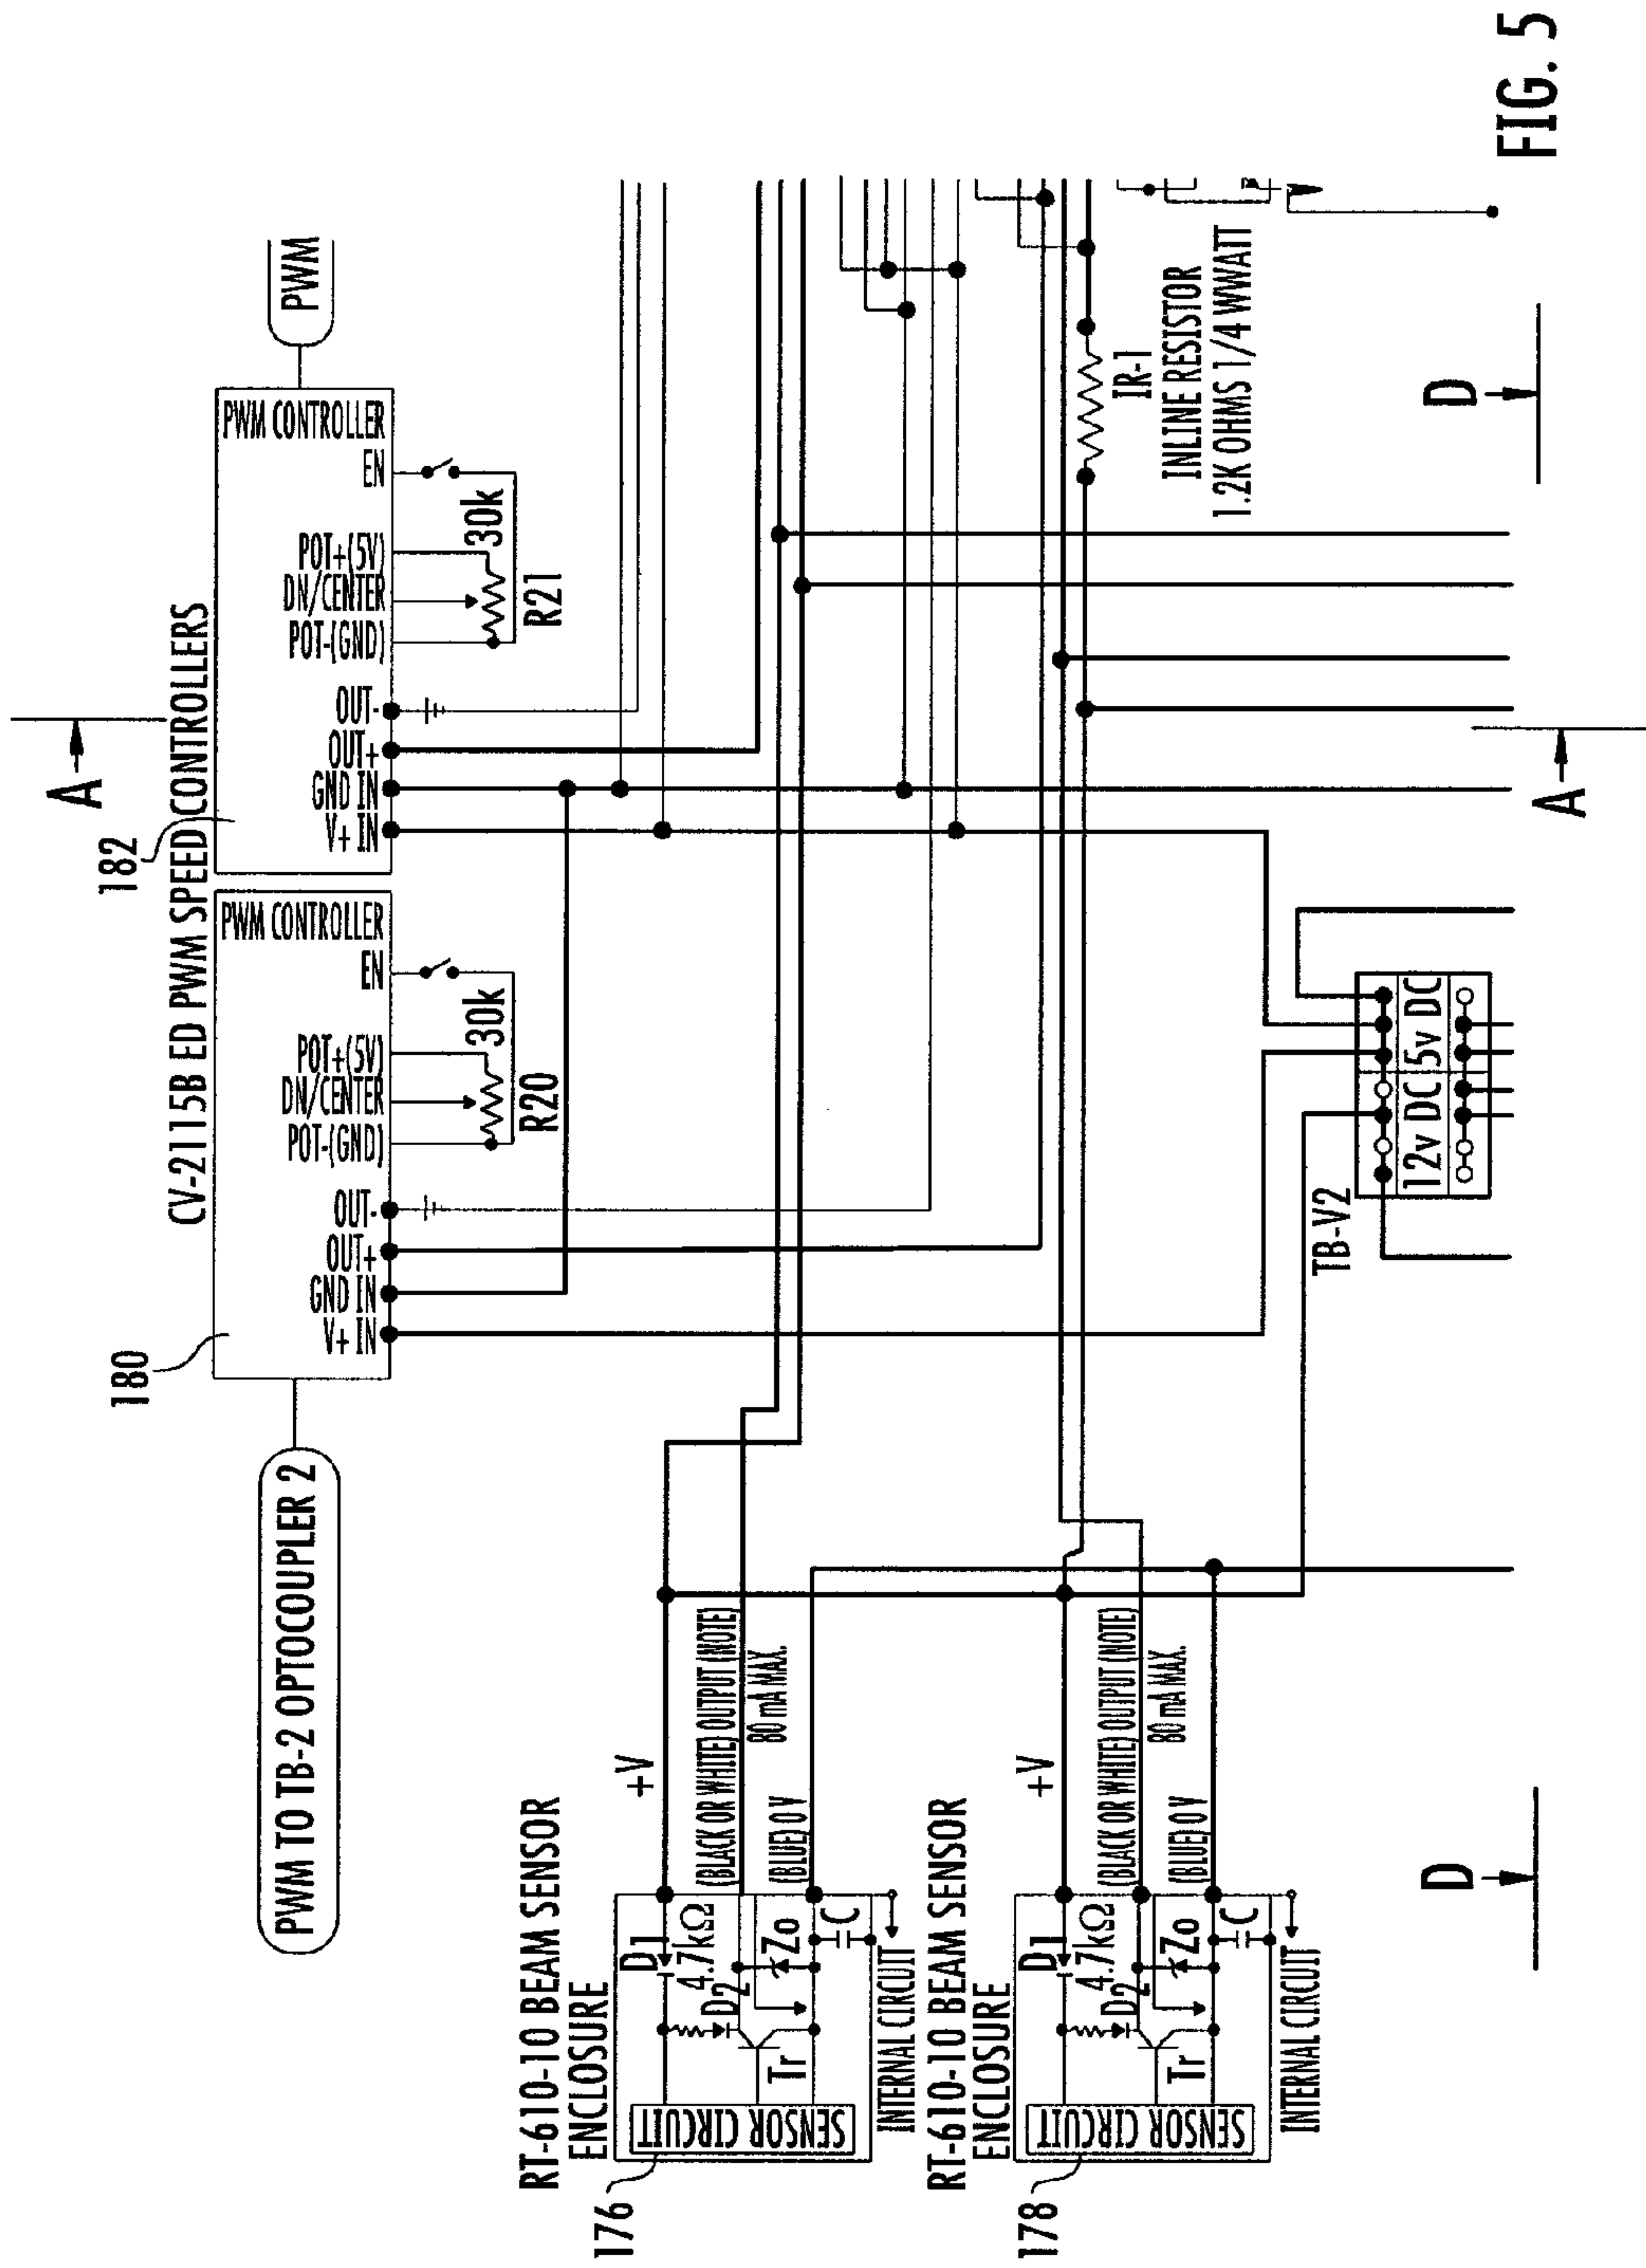 PWM TO TB-2 OPTOCOUPLER 2
180
CV-2115B ED PWM SPEED CONTROLLERS
182
A
PWM
V+ IN
GND IN
OUT+
OUT-
POT-(GND)
DN/CENTER
POT+(5V)
EN
PWM CONTROLLER
R20
30k
V+ IN
GND IN
OUT+
OUT-
POT-(GND)
DN/CENTER
POT+(5V)
EN
PWM CONTROLLER
R21
30k
RT-610-10 BEAM SENSOR
ENCLOSURE
176
SENSOR CIRCUIT
D1
4.7kΩ
D2
Tr
Zo
C
INTERNAL CIRCUIT
+V
(BLACK OR WHITE) OUTPUT (NOTE)
80 mA MAX.
(BLUE) 0 V
RT-610-10 BEAM SENSOR
ENCLOSURE
178
SENSOR CIRCUIT
D1
4.7kΩ
D2
Tr
Zo
C
INTERNAL CIRCUIT
+V
(BLACK OR WHITE) OUTPUT (NOTE)
80 mA MAX.
(BLUE) 0 V
IR-1
INLINE RESISTOR
1.2K OHMS 1/4 WWATT
TB-V2
12v DC
5v DC
D
A
D
FIG. 5